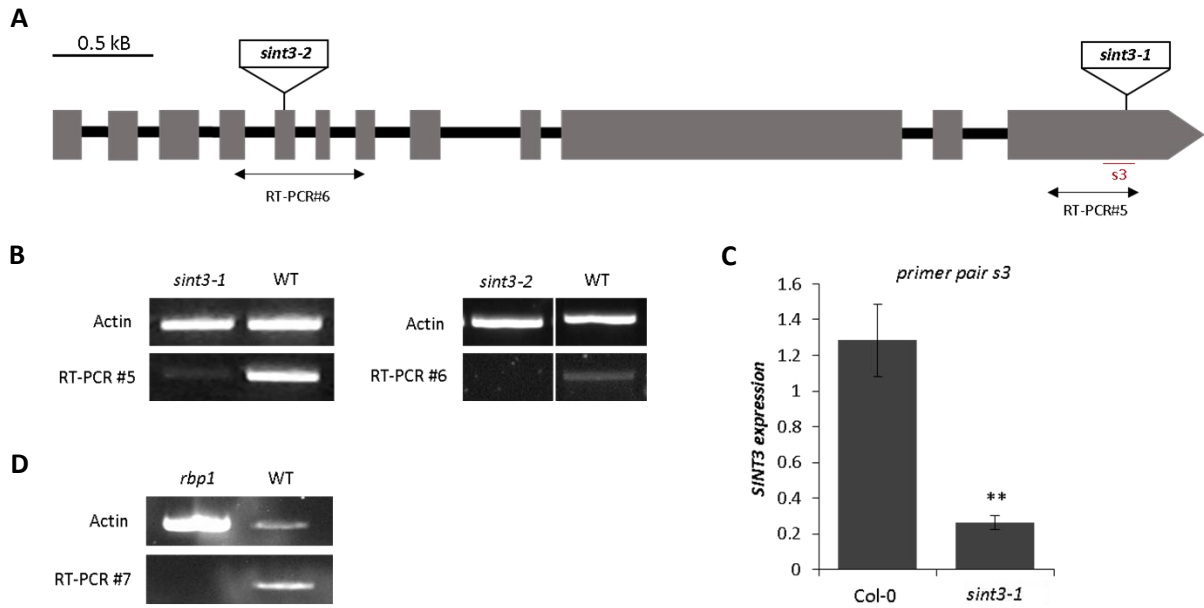 A
0.5 kB
sint3-2
sint3-1
s3
RT-PCR#6
RT-PCR#5
B
sint3-1 WT
Actin
RT-PCR #5
sint3-2 WT
Actin
RT-PCR #6
C
primer pair s3
SINT3 expression
1.6
1.4
1.2
1
0.8
0.6
0.4
0.2
0
**
Col-0 sint3-1
D
rbp1 WT
Actin
RT-PCR #7